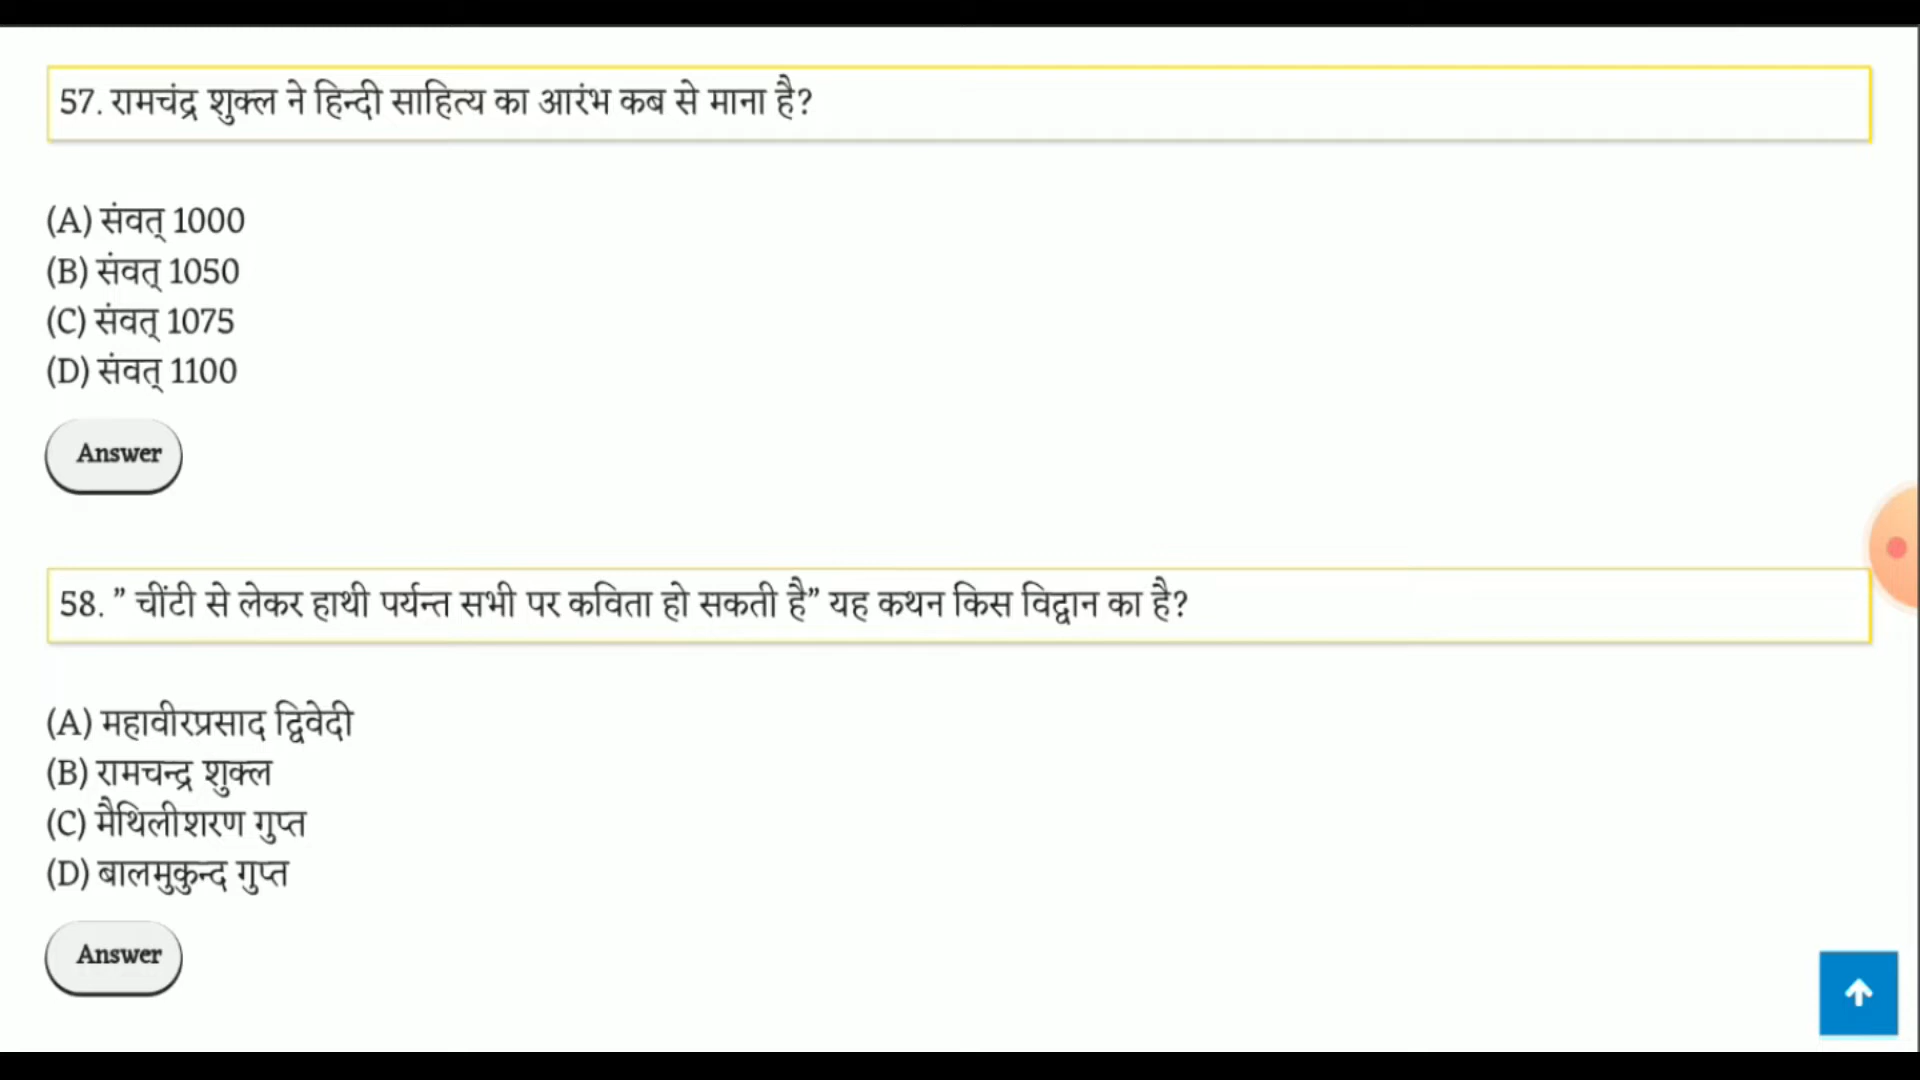 57. रामचंद्र शुक्ल ने हिन्दी साहित्य का आरंभ कब से माना है?
(A) संवत् 1000
(B) संवत् 1050
(C) संवत् 1075
(D) संवत् 1100
Answer
58. ” चींटी से लेकर हाथी पर्यन्त सभी पर कविता हो सकती है” यह कथन किस विद्वान का है?
(A) महावीरप्रसाद द्विवेदी
(B) रामचन्द्र शुक्ल
(C) मैथिलीशरण गुप्त
(D) बालमुकुन्द गुप्त
Answer